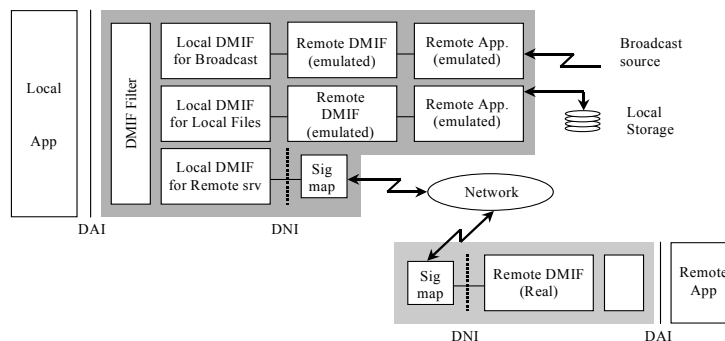 Local
App
DMIF Filter
Local DMIF
for Broadcast
Remote DMIF
(emulated)
Remote App.
(emulated)
Broadcast
source
Local DMIF
for Local Files
Remote
DMIF
(emulated)
Remote App.
(emulated)
Local
Storage
Local DMIF
for Remote srv
Sig
map
Network
DAI
DNI
Sig
map
Remote DMIF
(Real)
Remote
App
DNI
DAI